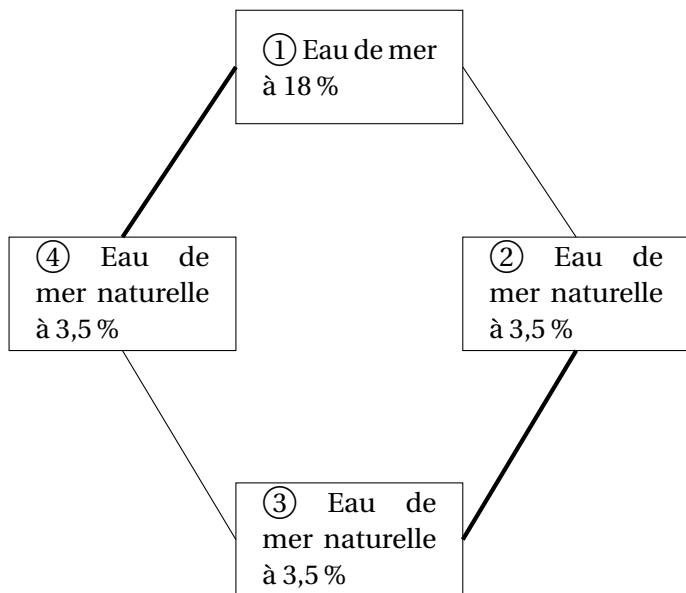 ① Eau de mer
à 18 %
④ Eau de
mer naturelle
à 3,5 %
② Eau de
mer naturelle
à 3,5 %
③ Eau de
mer naturelle
à 3,5 %